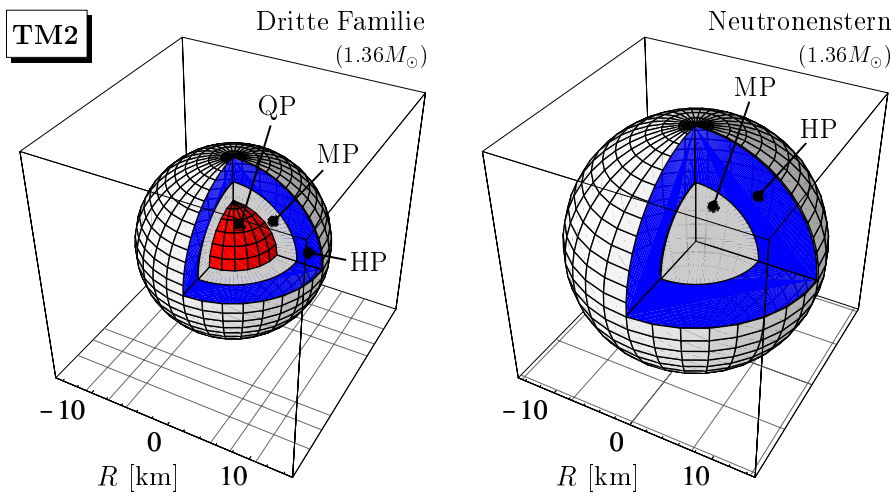 TM2
Dritte Familie
(1.36M☉)
QP
MP
HP
−10
0
10
R [km]
Neutronenstern
(1.36M☉)
MP
HP
−10
0
10
R [km]